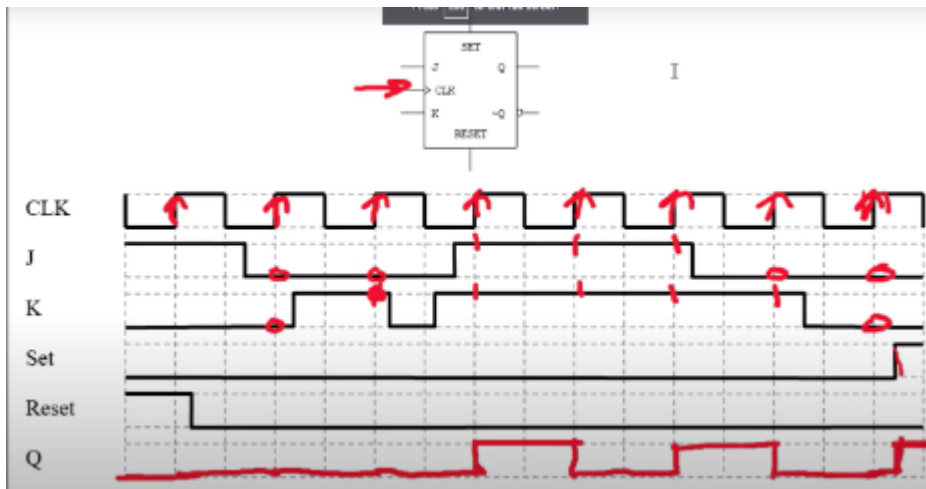 SET
J Q
CLK
K ~Q
RESET
CLK
J
K
Set
Reset
Q